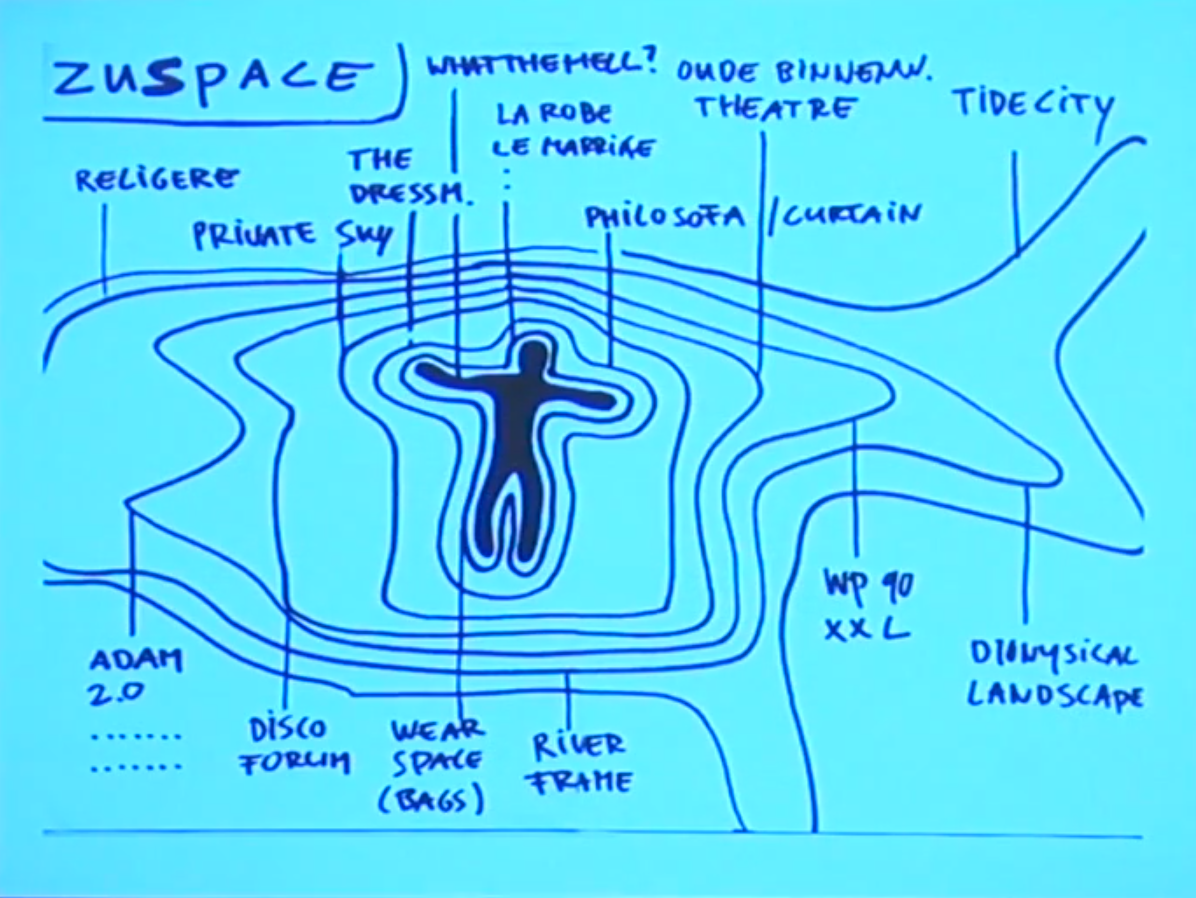 ZUSPACE
WHATTHEHELL?
OUDE BINNENW.
THEATRE
TIDECITY
LA ROBE
LE MARRIGE
THE
DRESSM.
RELIGERE
PRIVATE SKY
PHILOSOFA / CURTAIN
WP 90
XXL
DIONYSICAL
LANDSCAPE
ADAM
2.0
.......
.......
DISCO
FORUM
WEAR
SPACE
(BAGS)
RIVER
FRAME